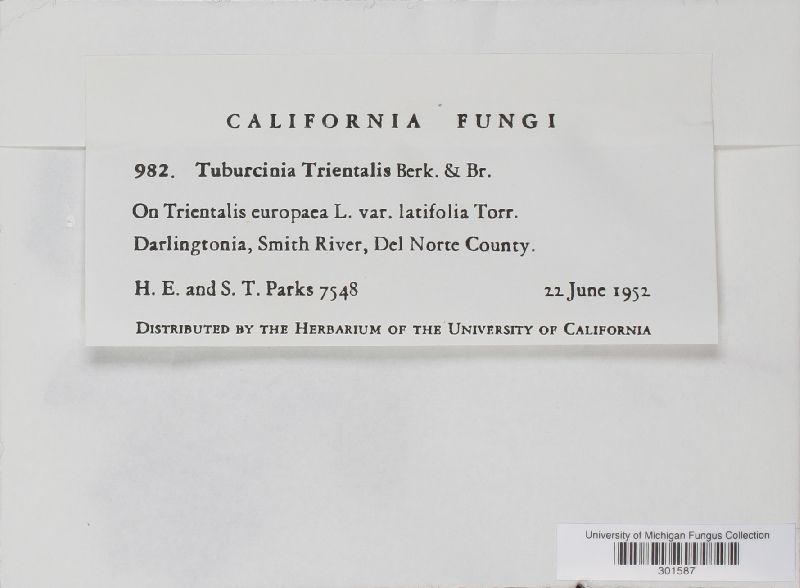 CALIFORNIA FUNGI
982. Tuburcinia Trientalis Berk. & Br.
On Trientalis europaea L. var. latifolia Torr.
Darlingtonia, Smith River, Del Norte County.
H. E. and S. T. Parks 7548 22 June 1952
DISTRIBUTED BY THE HERBARIUM OF THE UNIVERSITY OF CALIFORNIA
University of Michigan Fungus Collection
301587